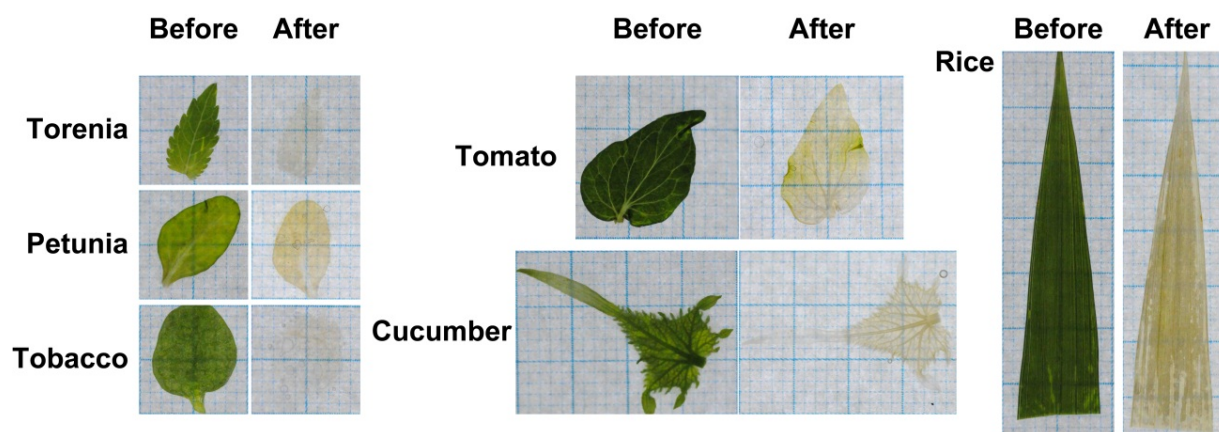 Before After
Torenia
Petunia
Tobacco
Before After
Tomato
Cucumber
Rice
Before After